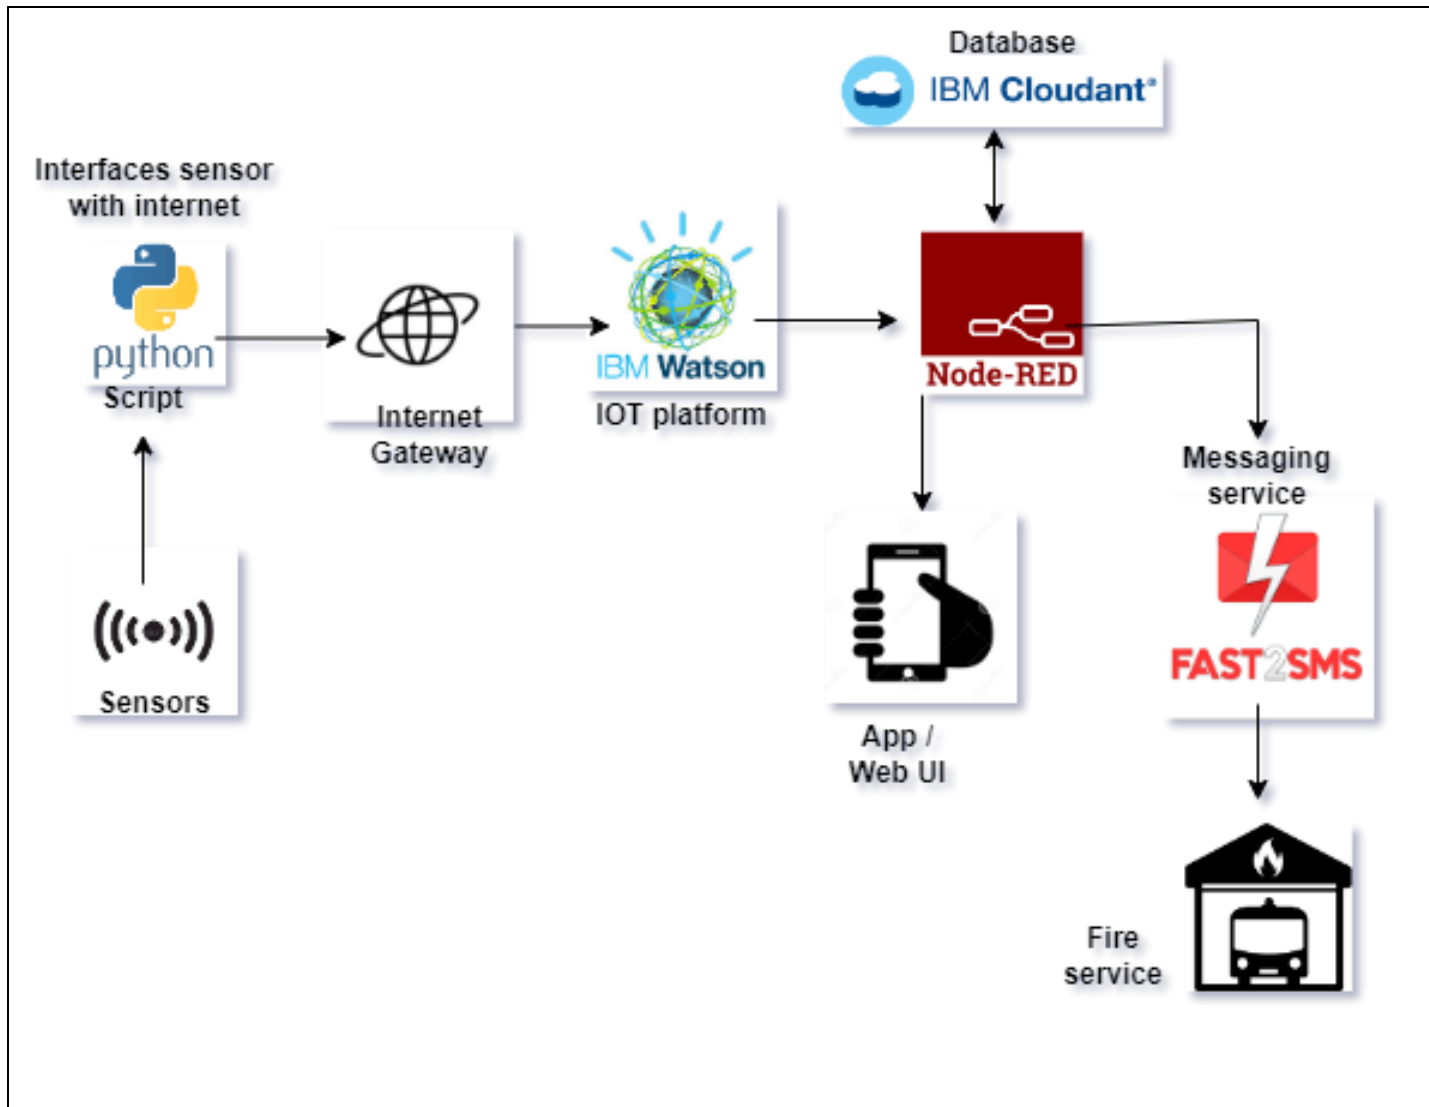 Database
IBM Cloudant®
Interfaces sensor
with internet
python
Script
Internet
Gateway
IBM Watson
IOT platform
Node-RED
Messaging
service
FAST2SMS
Sensors
App /
Web UI
Fire
service